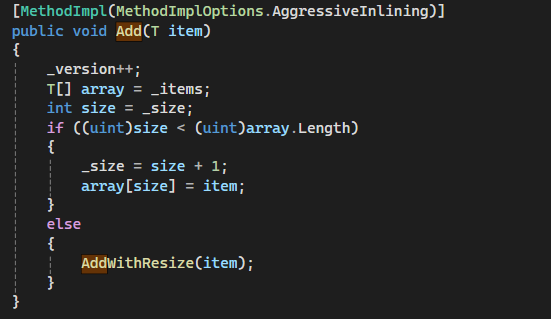 [MethodImpl(MethodImplOptions.AggressiveInlining)]
public void Add(T item)
{
    _version++;
    T[] array = _items;
    int size = _size;
    if ((uint)size < (uint)array.Length)
    {
        _size = size + 1;
        array[size] = item;
    }
    else
    {
        AddWithResize(item);
    }
}